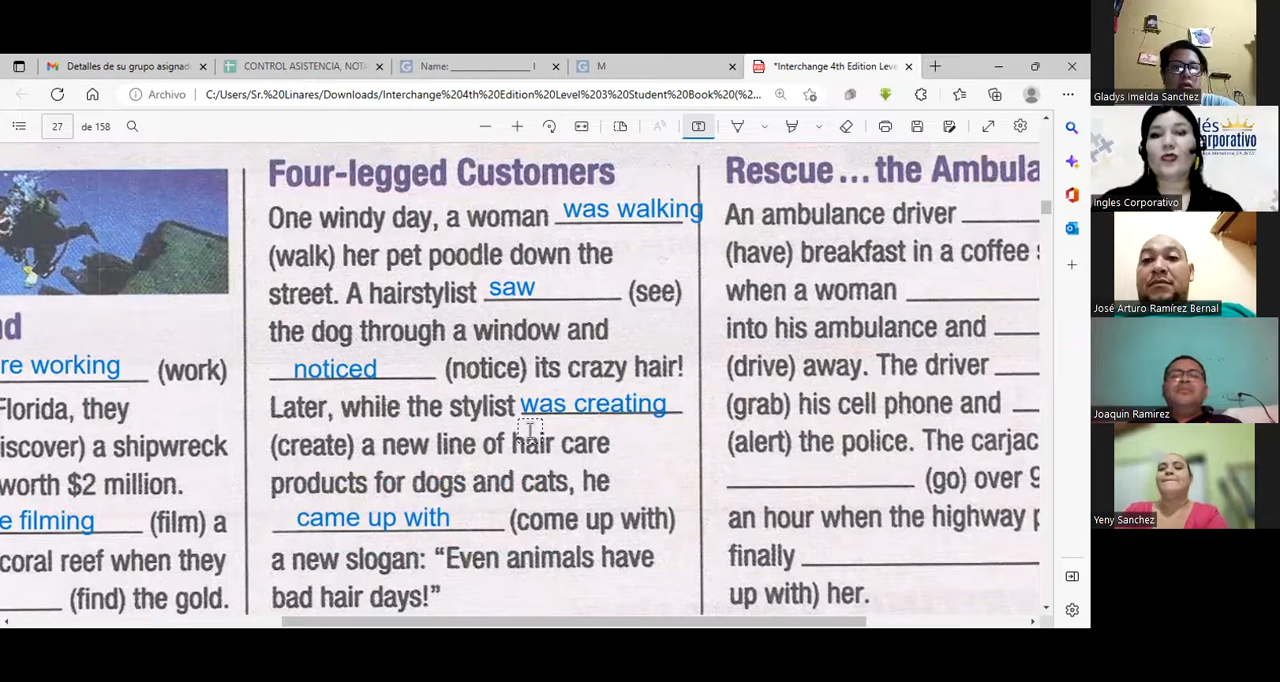 Detalles de su grupo asignad
CONTROL ASISTENCIA, NOT
Name: ____________ I
M
*Interchange 4th Edition Leve
Archivo
C:/Users/Sr.%20Linares/Downloads/Interchange%204th%20Edition%20Level%203%20Student%20Book%20(%2...
27
de 158
Four-legged Customers
One windy day, a woman was walking
(walk) her pet poodle down the
street. A hairstylist saw (see)
the dog through a window and
noticed (notice) its crazy hair!
Later, while the stylist was creating
(create) a new line of hair care
products for dogs and cats, he
came up with (come up with)
a new slogan: “Even animals have
bad hair days!”
nd
re working (work)
Florida, they
iscover) a shipwreck
worth $2 million.
e filming (film) a
coral reef when they
(find) the gold.
Rescue...the Ambula
An ambulance driver
(have) breakfast in a coffee
when a woman
into his ambulance and
(drive) away. The driver
(grab) his cell phone and
(alert) the police. The carjac
(go) over 9
an hour when the highway p
finally
up with) her.
Gladys Imelda Sanchez
Ingles Corporativo
José Arturo Ramírez Bernal
Joaquin Ramirez
Yeny Sanchez
lés
orporativo